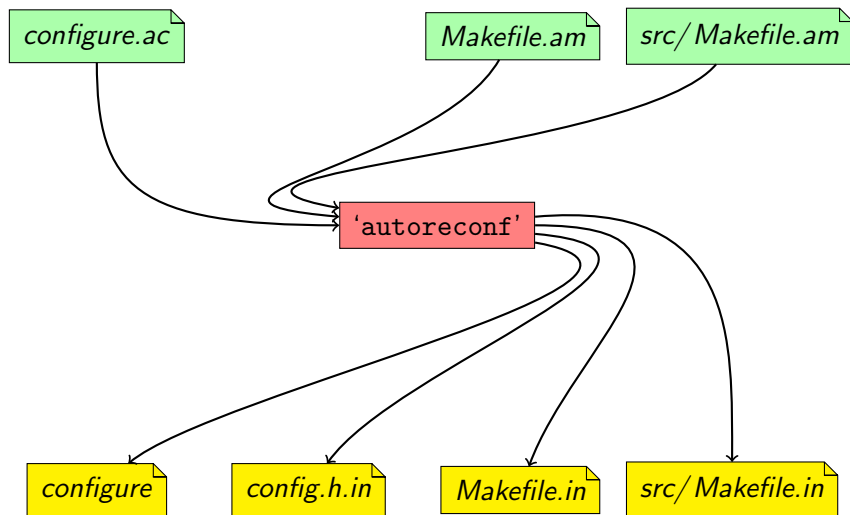 configure.ac
Makefile.am
src/Makefile.am
‘autoreconf’
configure
config.h.in
Makefile.in
src/Makefile.in